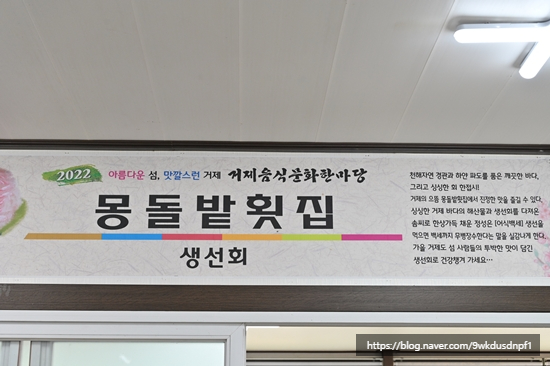 2022 아름다운 섬, 맛깔스런 거제 거제음식문화한마당
몽돌밭횟집
생선회
천혜자연 경관과 하얀 파도를 품은 깨끗한 바다,
그리고 싱싱한 회 한접시!
거제의 으뜸 몽돌밭횟집에서 진정한 맛을 즐길 수 있다.
싱싱한 거제 바다의 해산물과 생선회를 다져온
솜씨로 한상가득 채운 정성은 [어식백세] 생선을
먹으면 백세까지 무병장수한다는 말을 실감나게 한다.
가을 거제도 섬 사람들의 투박한 맛이 담긴
생선회로 건강챙겨 가세요…
https://blog.naver.com/9wkdusdnpf1